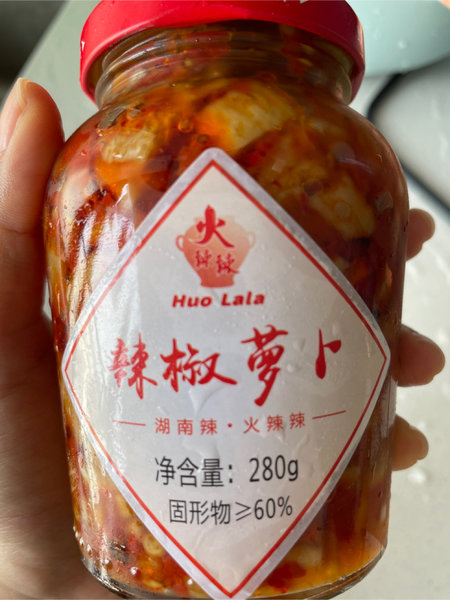 火
辣辣
Huo Lala
辣椒萝卜
湖南辣·火辣辣
净含量：280g
固形物≥60%